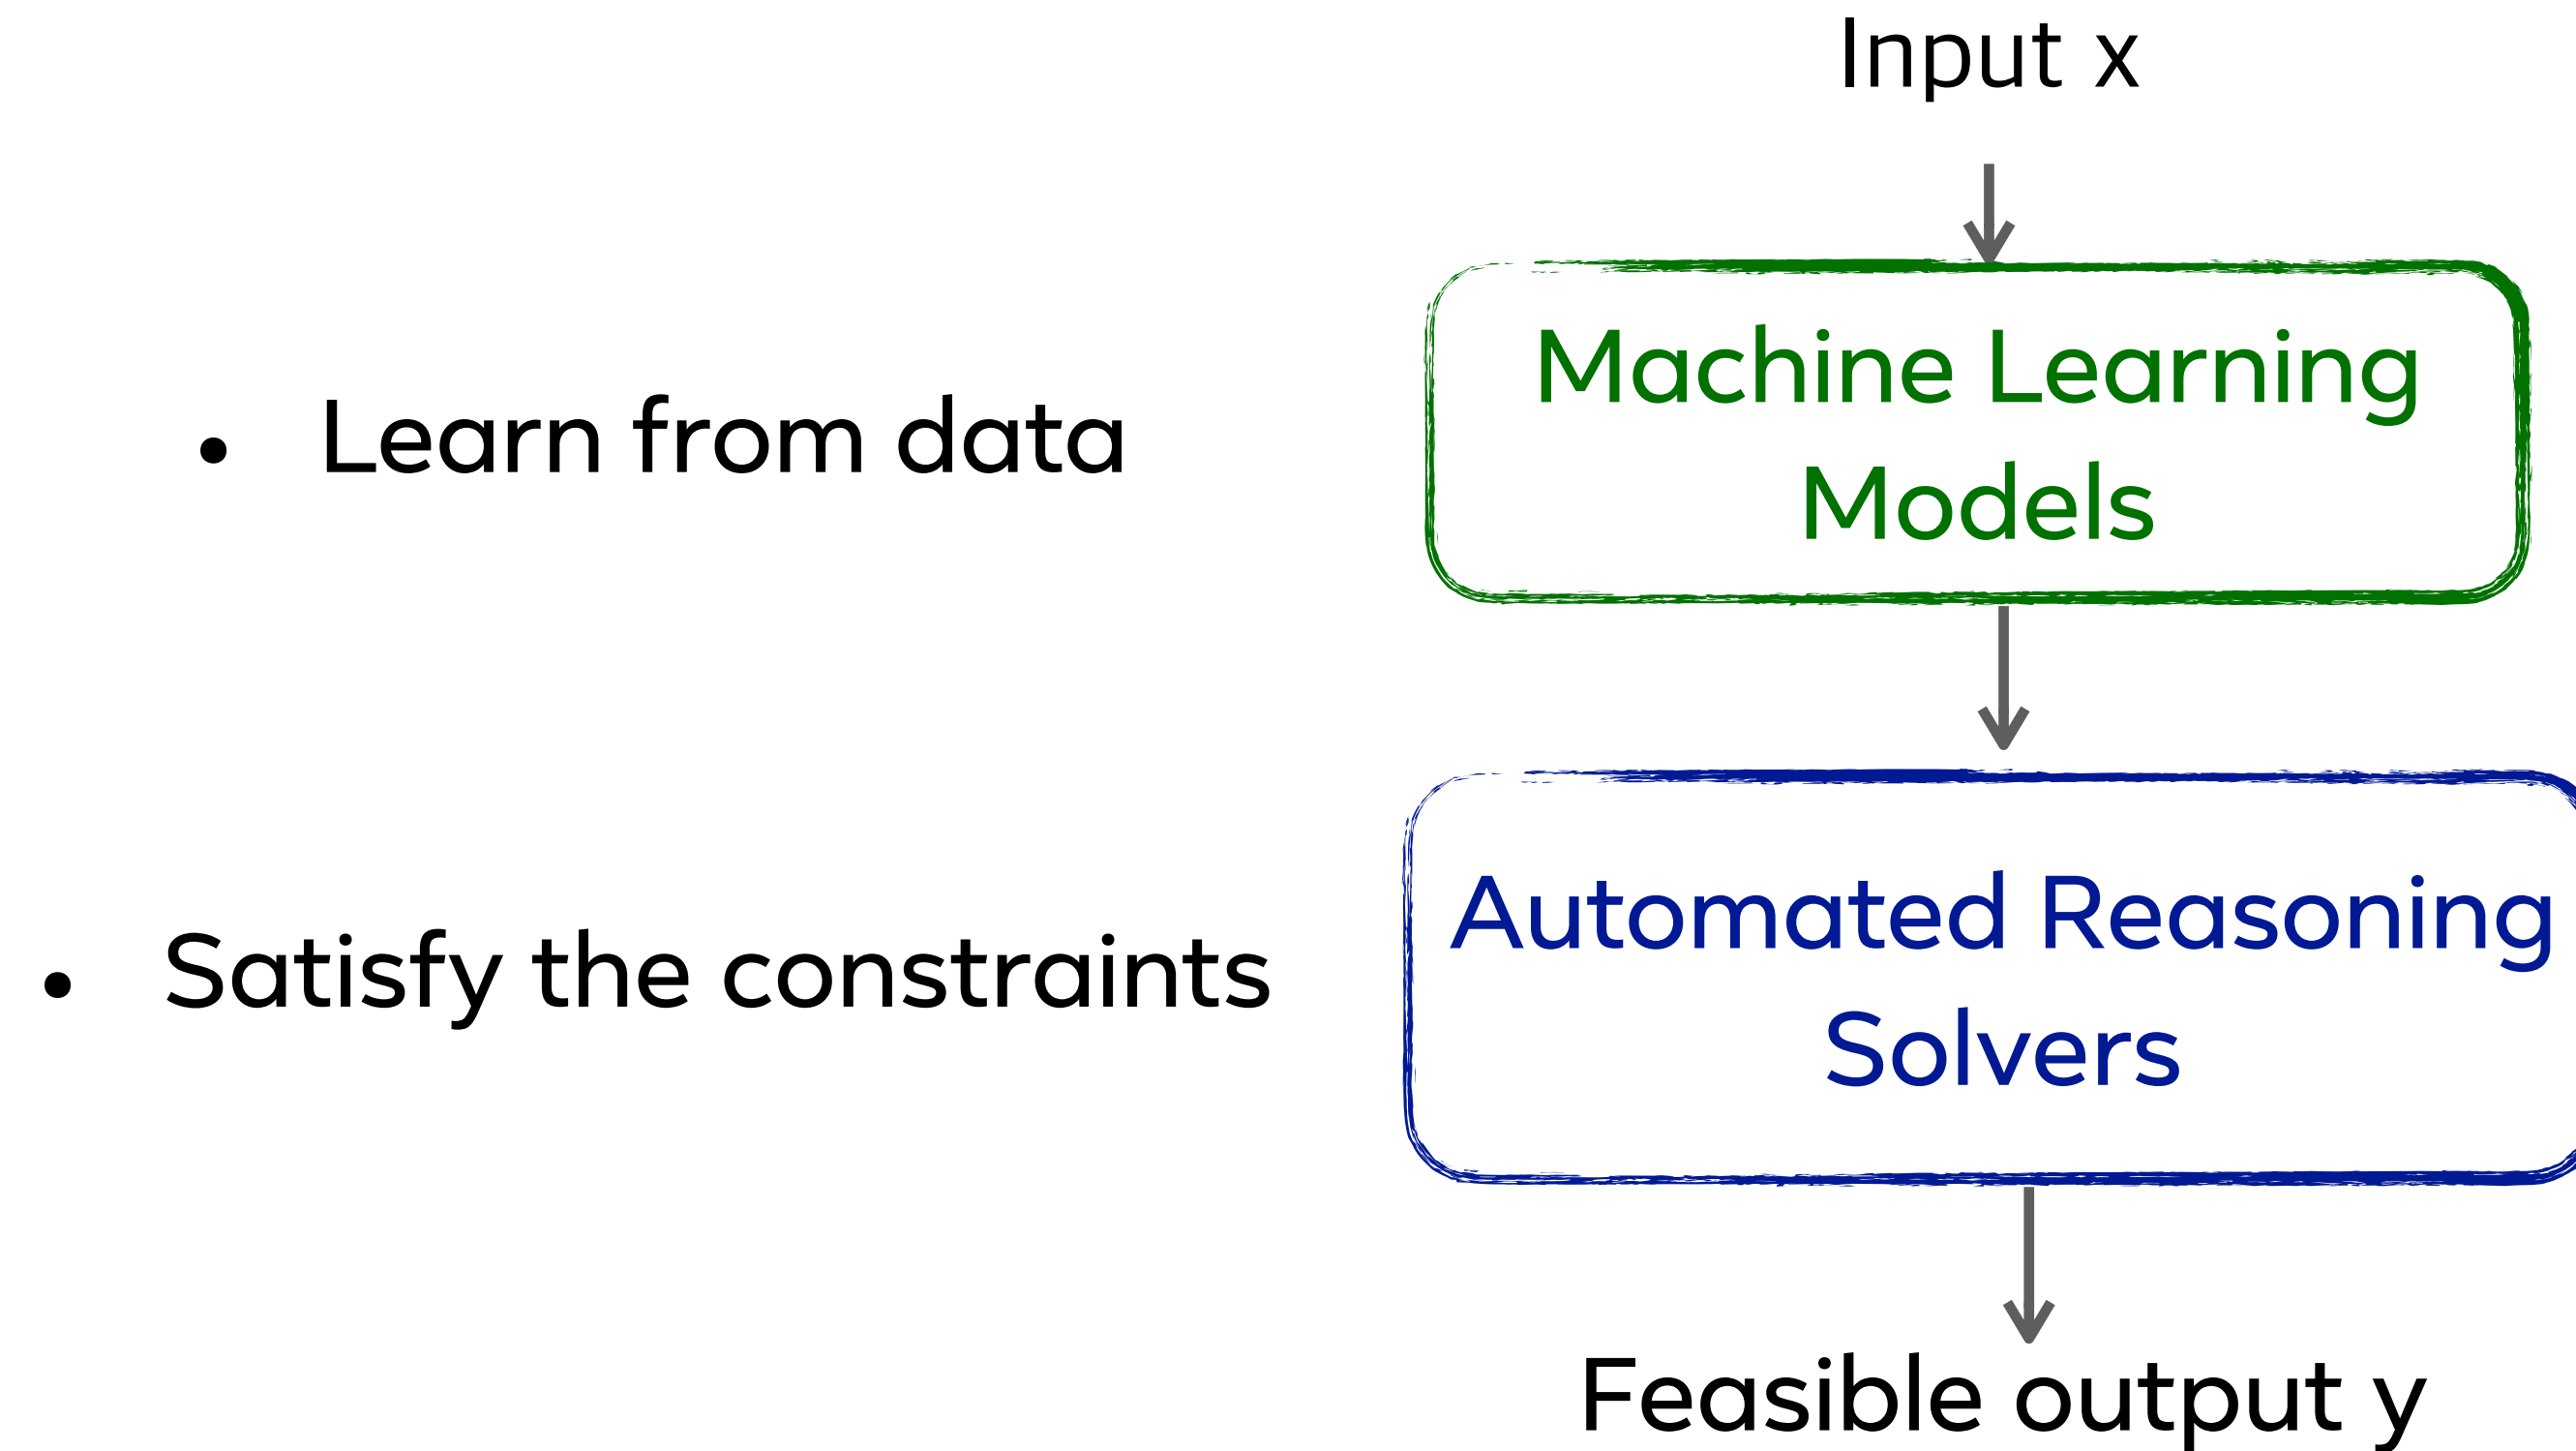 Input x
Machine Learning
Models
• Learn from data
Automated Reasoning
Solvers
• Satisfy the constraints
Feasible output y